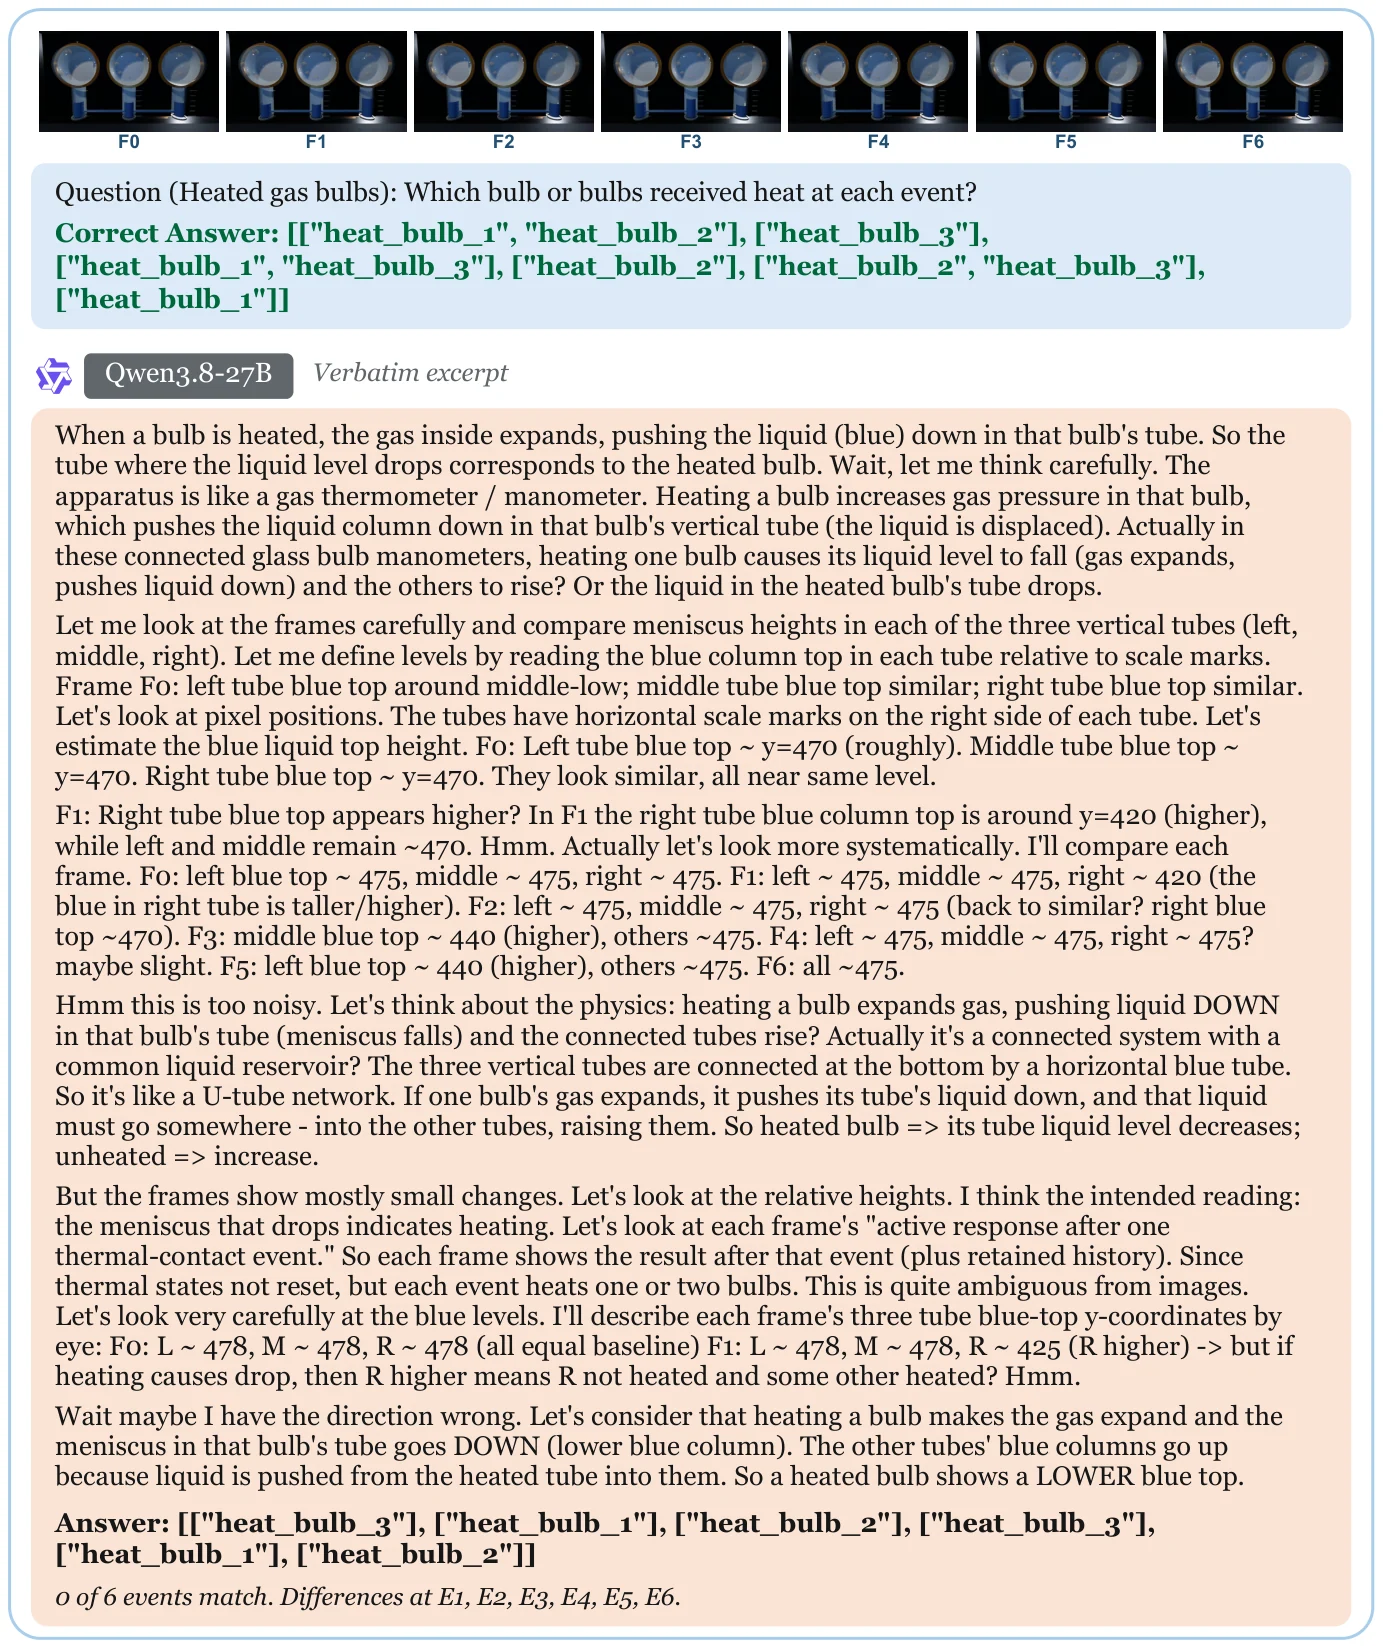 F0 F1 F2 F3 F4 F5 F6
Question (Heated gas bulbs): Which bulb or bulbs received heat at each event?
Correct Answer: [["heat_bulb_1", "heat_bulb_2"], ["heat_bulb_3"],
["heat_bulb_1", "heat_bulb_3"], ["heat_bulb_2"], ["heat_bulb_2", "heat_bulb_3"],
["heat_bulb_1"]]
Qwen3.8-27B Verbatim excerpt
When a bulb is heated, the gas inside expands, pushing the liquid (blue) down in that bulb's tube. So the
tube where the liquid level drops corresponds to the heated bulb. Wait, let me think carefully. The
apparatus is like a gas thermometer / manometer. Heating a bulb increases gas pressure in that bulb,
which pushes the liquid column down in that bulb's vertical tube (the liquid is displaced). Actually in
these connected glass bulb manometers, heating one bulb causes its liquid level to fall (gas expands,
pushes liquid down) and the others to rise? Or the liquid in the heated bulb's tube drops.
Let me look at the frames carefully and compare meniscus heights in each of the three vertical tubes (left,
middle, right). Let me define levels by reading the blue column top in each tube relative to scale marks.
Frame F0: left tube blue top around middle-low; middle tube blue top similar; right tube blue top similar.
Let's look at pixel positions. The tubes have horizontal scale marks on the right side of each tube. Let's
estimate the blue liquid top height. F0: Left tube blue top ~ y=470 (roughly). Middle tube blue top ~
y=470. Right tube blue top ~ y=470. They look similar, all near same level.
F1: Right tube blue top appears higher? In F1 the right tube blue column top is around y=420 (higher),
while left and middle remain ~470. Hmm. Actually let's look more systematically. I'll compare each
frame. F0: left blue top ~ 475, middle ~ 475, right ~ 475. F1: left ~ 475, middle ~ 475, right ~ 420 (the
blue in right tube is taller/higher). F2: left ~ 475, middle ~ 475, right ~ 475 (back to similar? right blue
top ~470). F3: middle blue top ~ 440 (higher), others ~475. F4: left ~ 475, middle ~ 475, right ~ 475?
maybe slight. F5: left blue top ~ 440 (higher), others ~475. F6: all ~475.
Hmm this is too noisy. Let's think about the physics: heating a bulb expands gas, pushing liquid DOWN
in that bulb's tube (meniscus falls) and the connected tubes rise? Actually it's a connected system with a
common liquid reservoir? The three vertical tubes are connected at the bottom by a horizontal blue tube.
So it's like a U-tube network. If one bulb's gas expands, it pushes its tube's liquid down, and that liquid
must go somewhere - into the other tubes, raising them. So heated bulb => its tube liquid level decreases;
unheated => increase.
But the frames show mostly small changes. Let's look at the relative heights. I think the intended reading:
the meniscus that drops indicates heating. Let's look at each frame's "active response after one
thermal-contact event." So each frame shows the result after that event (plus retained history). Since
thermal states not reset, but each event heats one or two bulbs. This is quite ambiguous from images.
Let's look very carefully at the blue levels. I'll describe each frame's three tube blue-top y-coordinates by
eye: F0: L ~ 478, M ~ 478, R ~ 478 (all equal baseline) F1: L ~ 478, M ~ 478, R ~ 425 (R higher) -> but if
heating causes drop, then R higher means R not heated and some other heated? Hmm.
Wait maybe I have the direction wrong. Let's consider that heating a bulb makes the gas expand and the
meniscus in that bulb's tube goes DOWN (lower blue column). The other tubes' blue columns go up
because liquid is pushed from the heated tube into them. So a heated bulb shows a LOWER blue top.
Answer: [["heat_bulb_3"], ["heat_bulb_1"], ["heat_bulb_2"], ["heat_bulb_3"],
["heat_bulb_1"], ["heat_bulb_2"]]
0 of 6 events match. Differences at E1, E2, E3, E4, E5, E6.